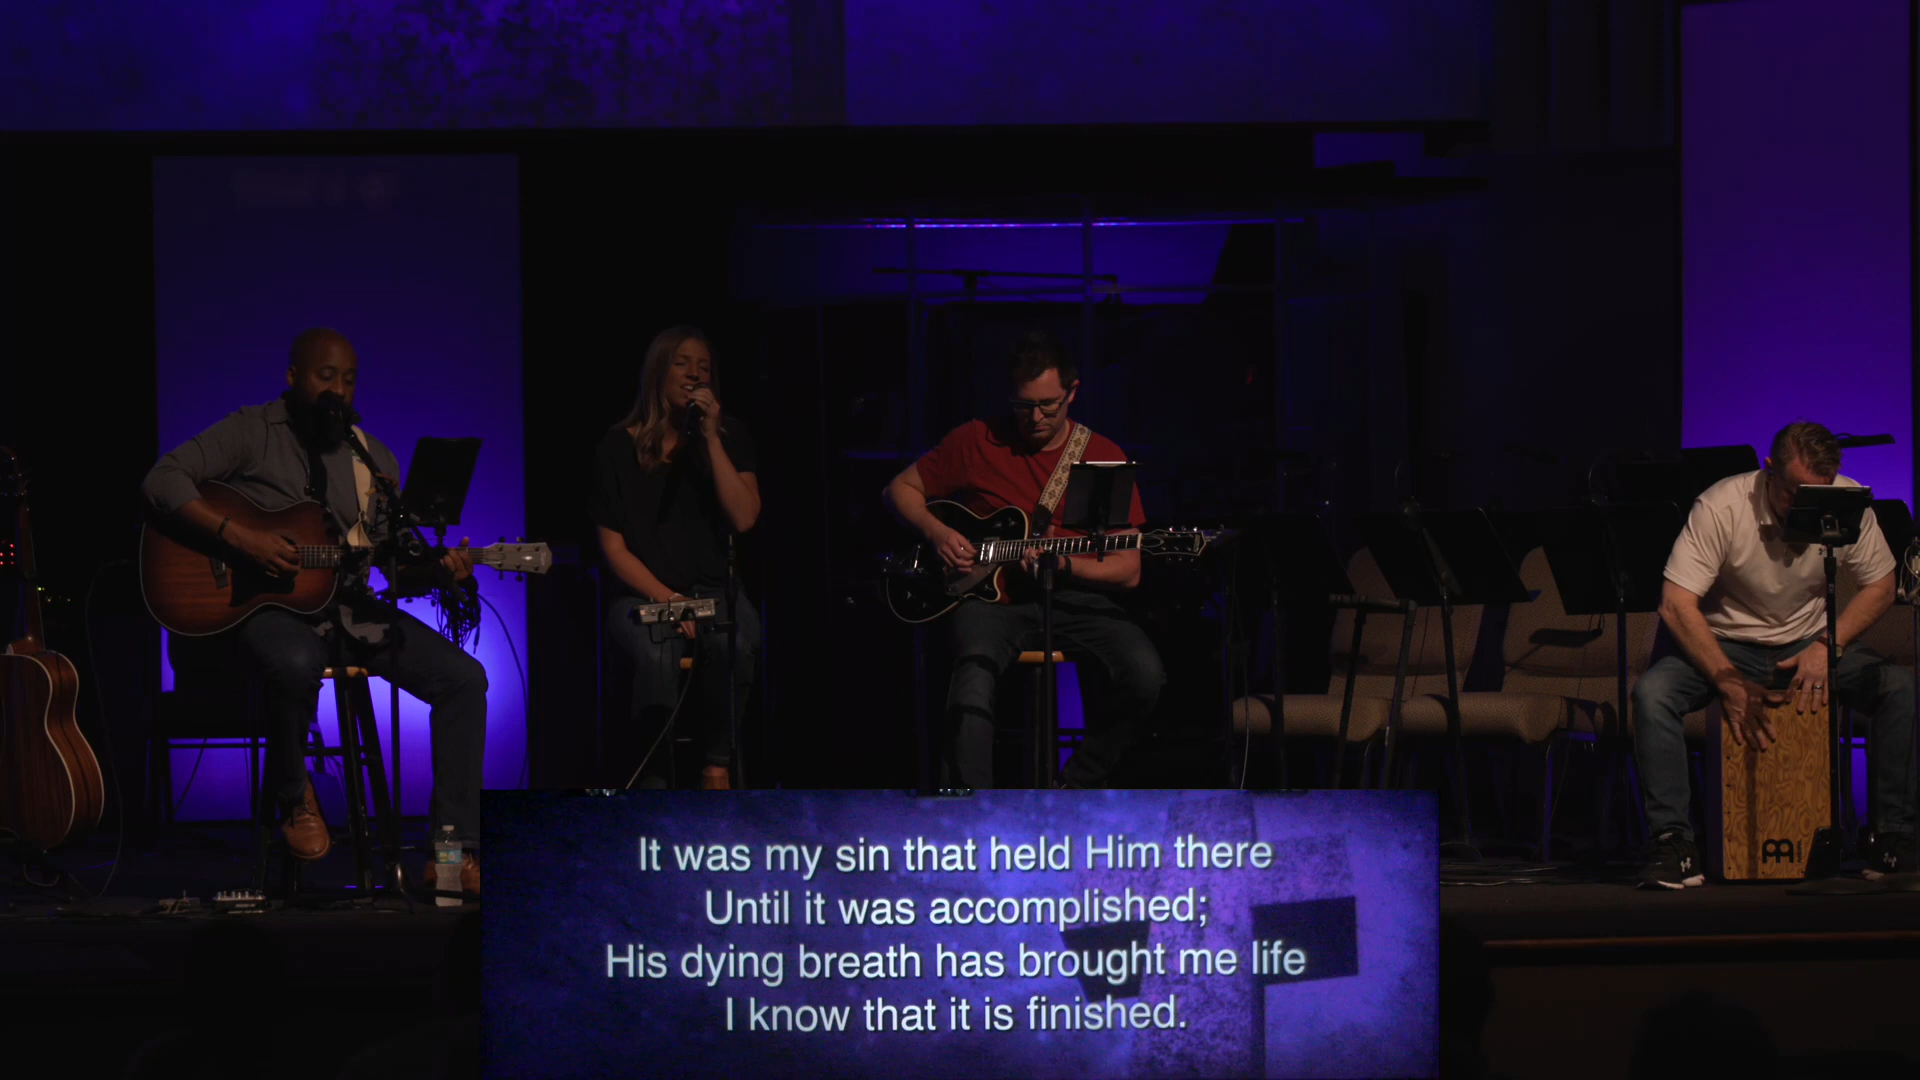 It was my sin that held Him there
Until it was accomplished;
His dying breath has brought me life
I know that it is finished.